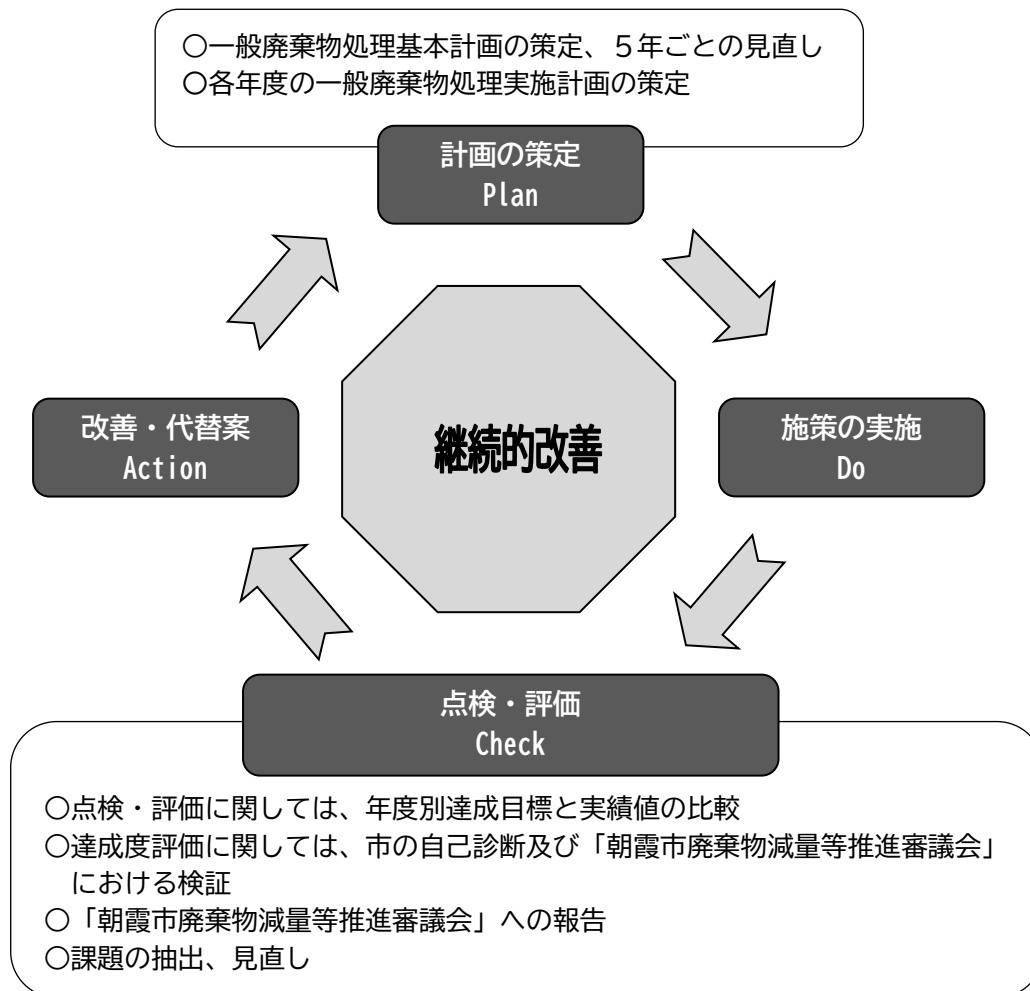 ○一般廃棄物処理基本計画の策定、５年ごとの見直し
○各年度の一般廃棄物処理実施計画の策定
計画の策定
Plan
改善・代替案
Action
継続的改善
施策の実施
Do
点検・評価
Check
○点検・評価に関しては、年度別達成目標と実績値の比較
○達成度評価に関しては、市の自己診断及び「朝霞市廃棄物減量等推進審議会」
における検証
○「朝霞市廃棄物減量等推進審議会」への報告
○課題の抽出、見直し